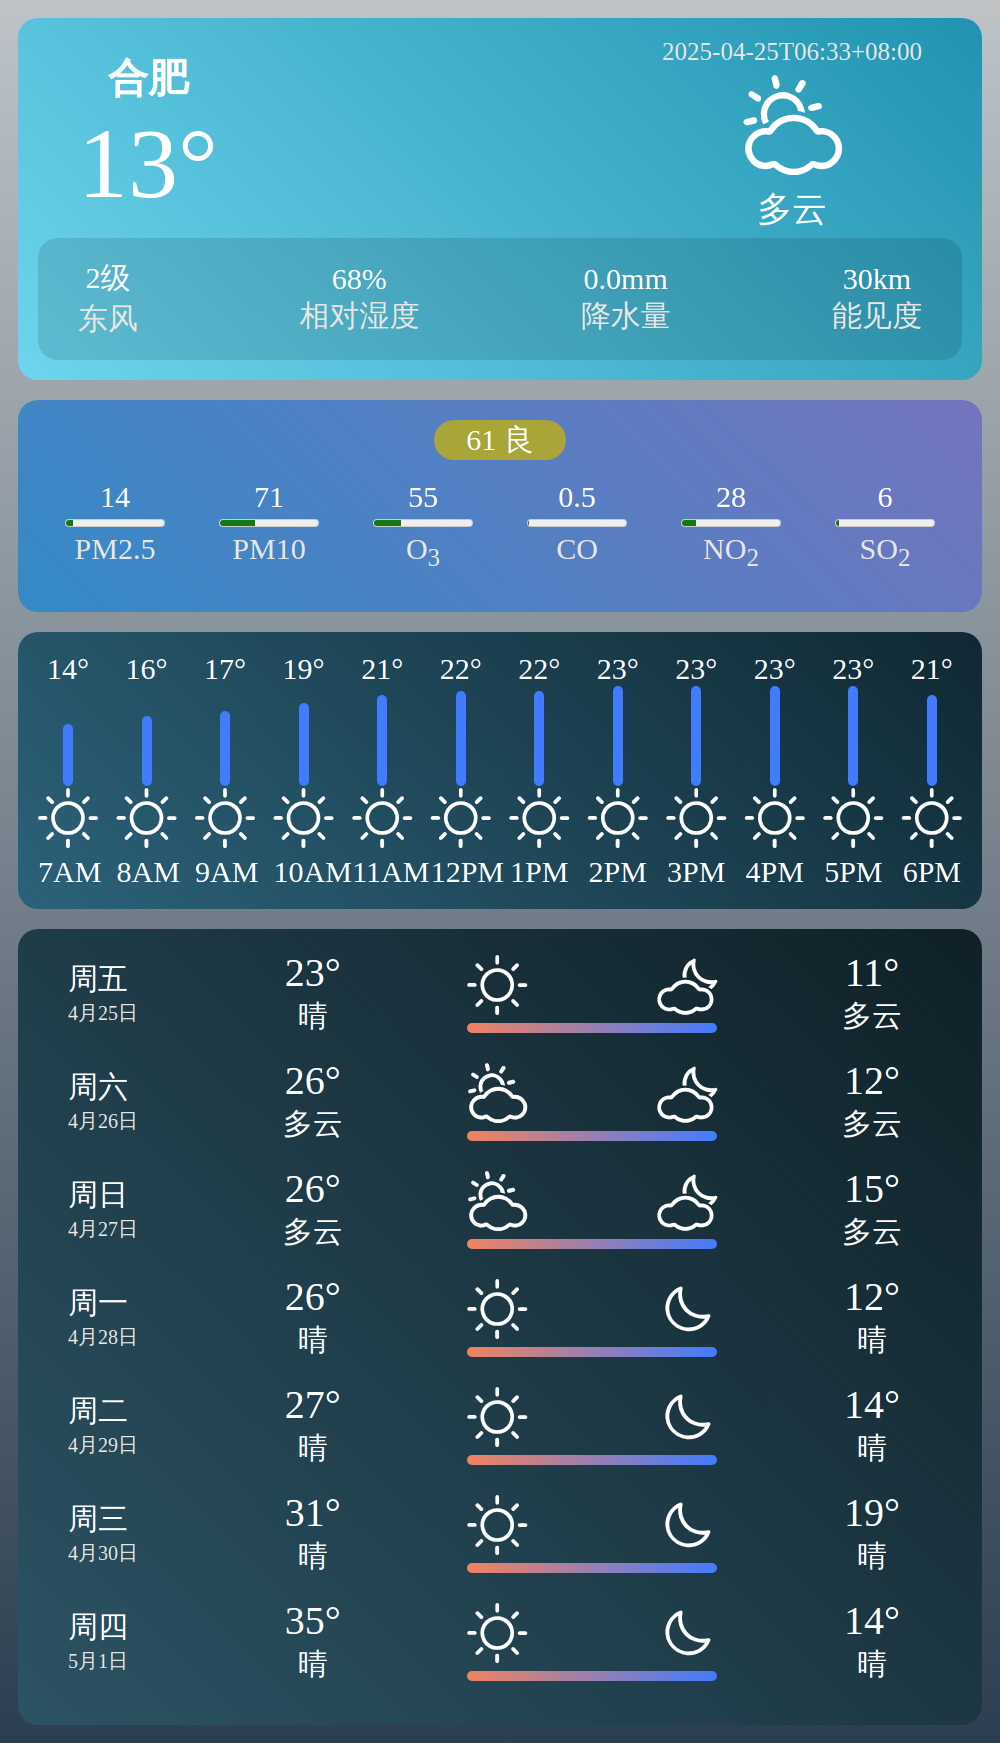 合肥
13°
2025-04-25T06:33+08:00
多云
2级 68% 0.0mm 30km
东风 相对湿度 降水量 能见度
61 良
14 71 55 0.5 28 6
PM2.5 PM10 O3 CO NO2 SO2
14° 16° 17° 19° 21° 22° 22° 23° 23° 23° 23° 21°
7AM 8AM 9AM 10AM 11AM 12PM 1PM 2PM 3PM 4PM 5PM 6PM
周五 23° 11°
4月25日 晴 多云
周六 26° 12°
4月26日 多云 多云
周日 26° 15°
4月27日 多云 多云
周一 26° 12°
4月28日 晴 晴
周二 27° 14°
4月29日 晴 晴
周三 31° 19°
4月30日 晴 晴
周四 35° 14°
5月1日 晴 晴